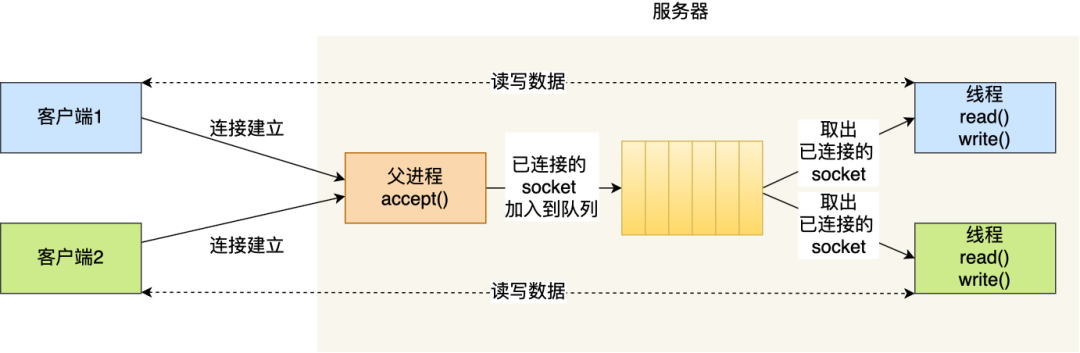 服务器
读写数据
客户端1
连接建立
父进程
accept()
已连接的
socket
加入到队列
取出
已连接的
socket
线程
read()
write()
客户端2
连接建立
取出
已连接的
socket
线程
read()
write()
读写数据